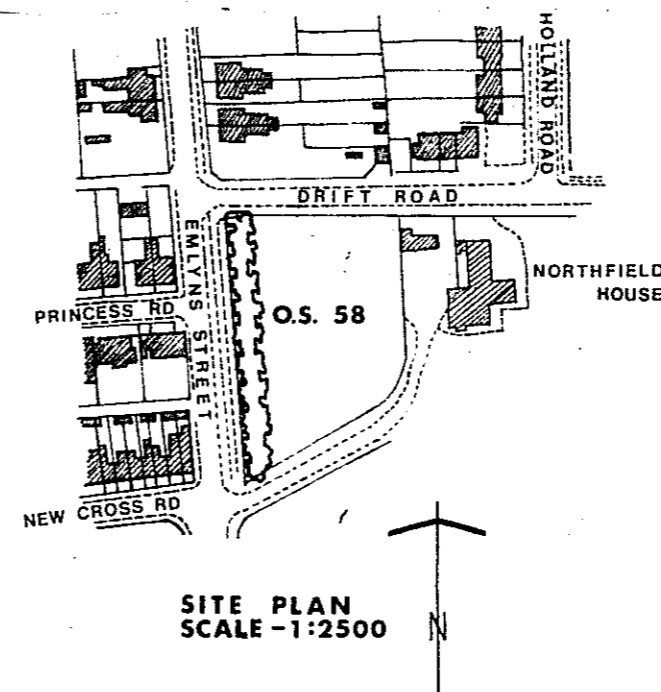 HOLLAND ROAD
DRIFT ROAD
EMLYNS STREET
NORTHFIELD
HOUSE
O.S. 58
PRINCESS RD
NEW CROSS RD
SITE PLAN
SCALE -1:2500
N